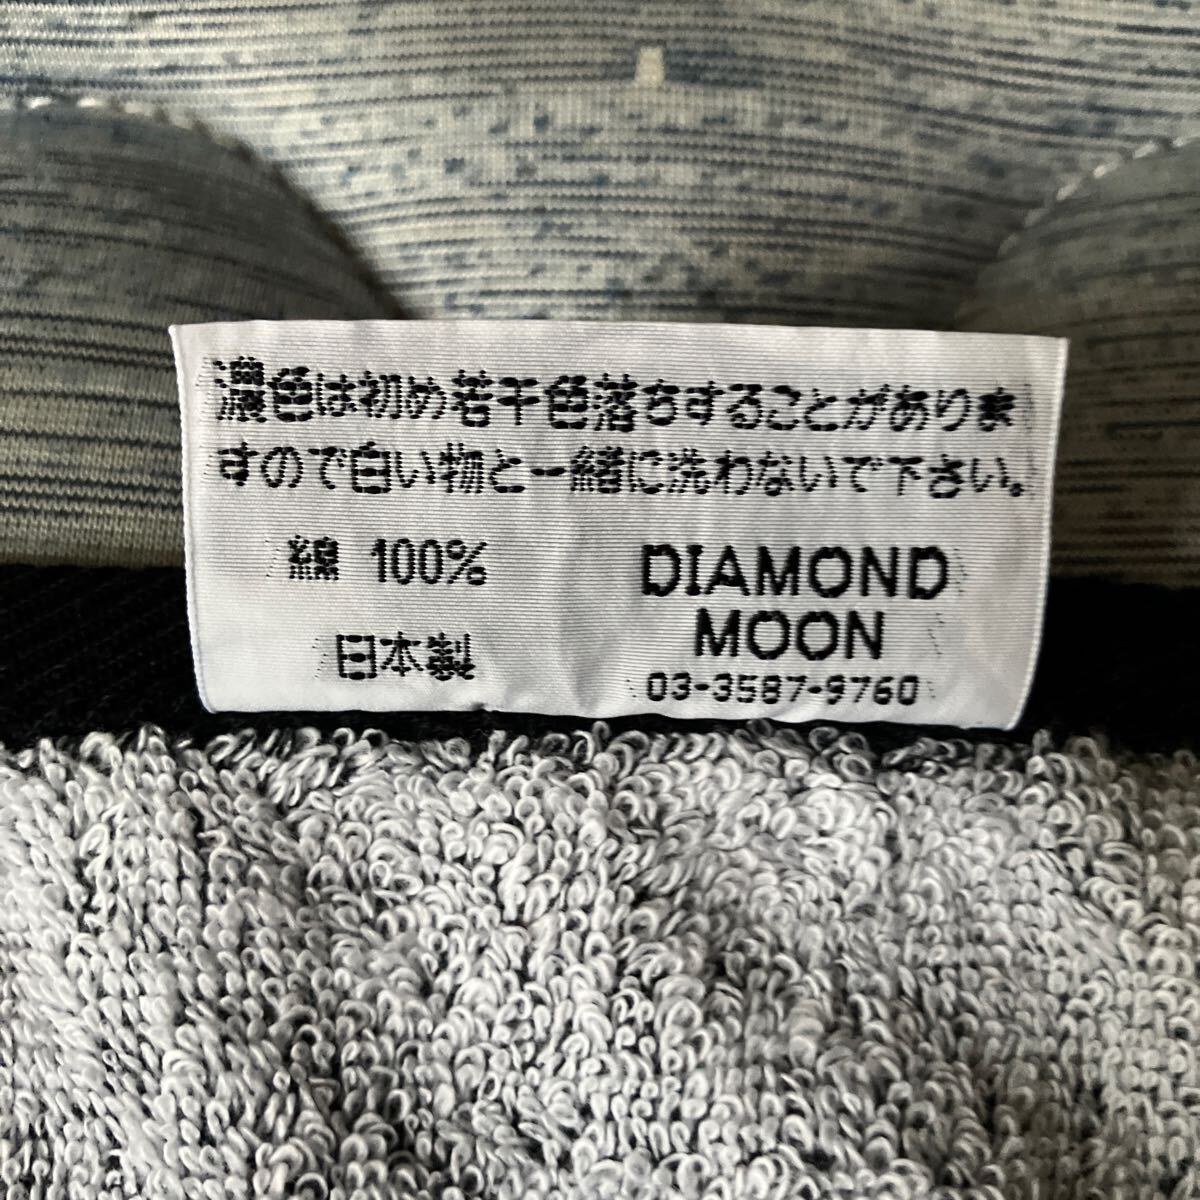 濃色は初め若干色落ちすることがありま
すので白い物と一緒に洗わないで下さい。
綿 100%
日本製
DIAMOND
MOON
03-3587-9760